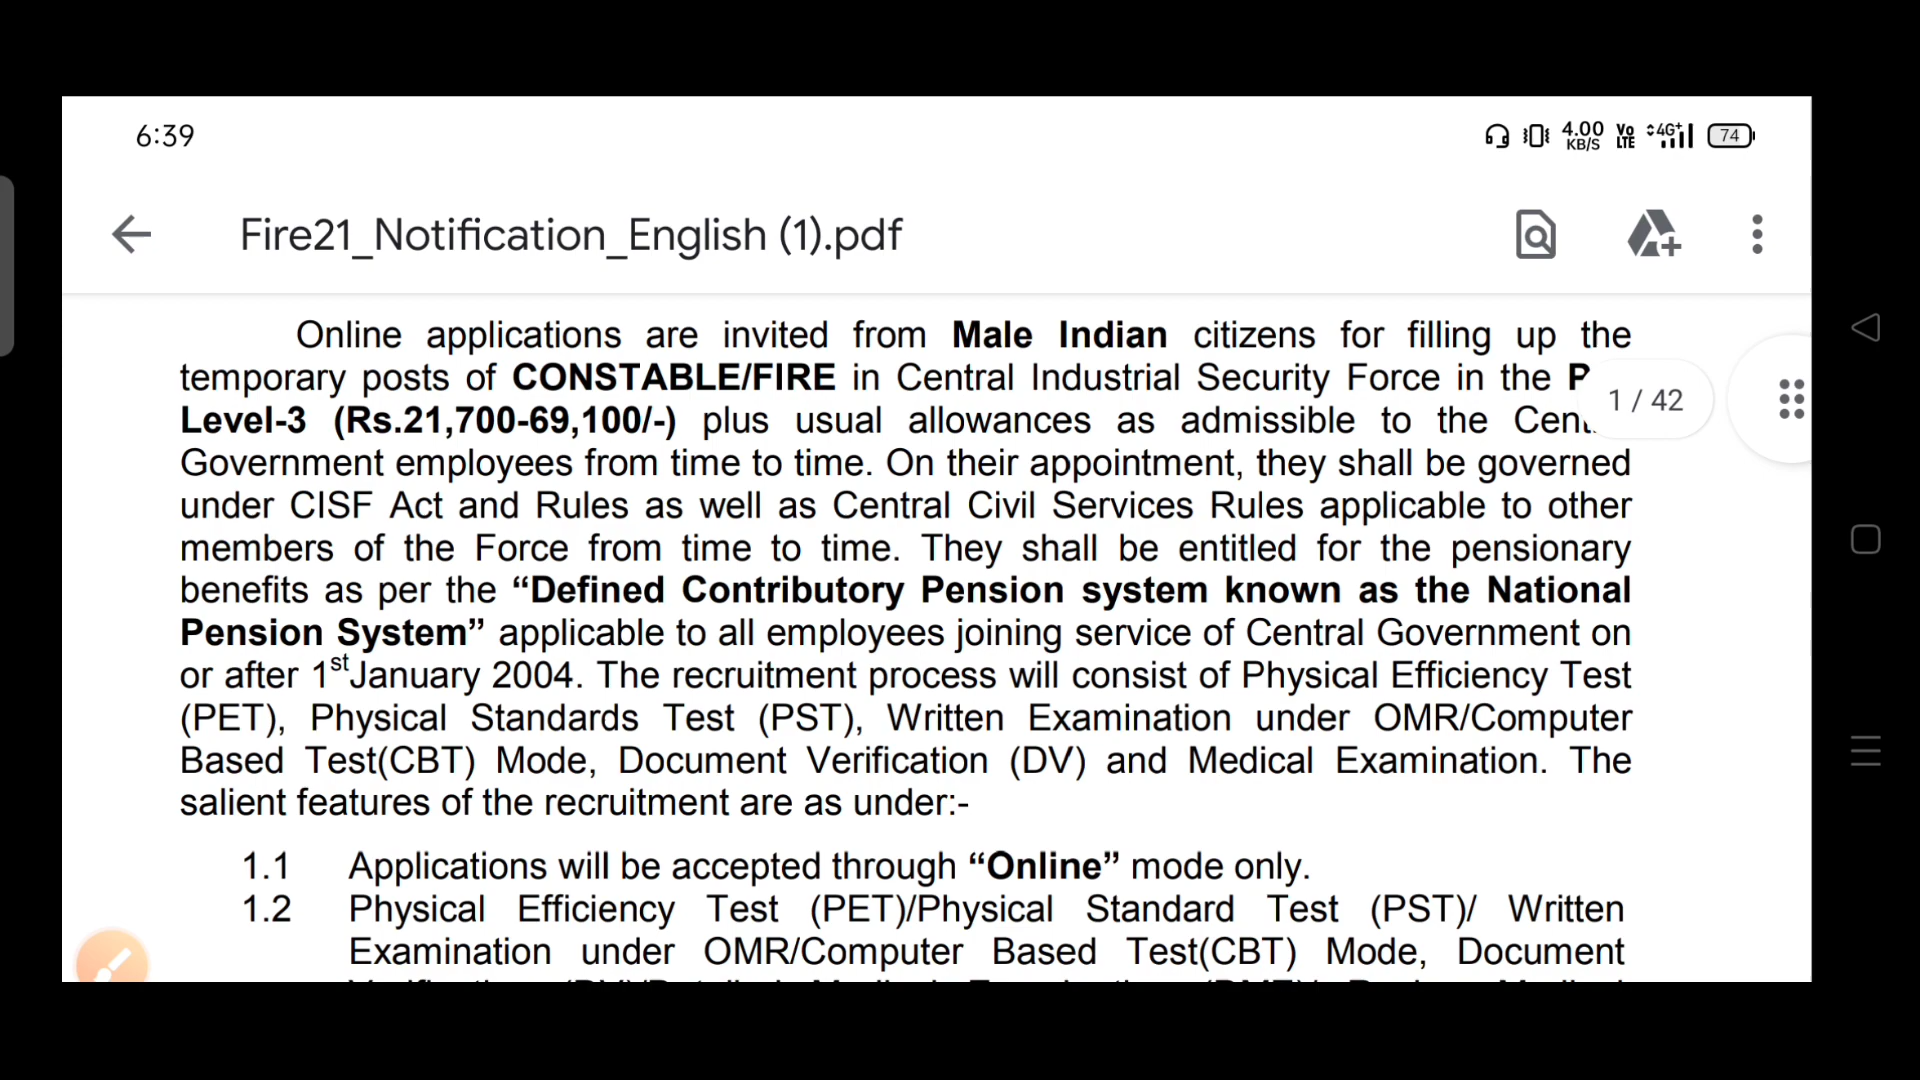 6:39
4.00 KB/S Vo LTE 4G+ 74
Fire21_Notification_English (1).pdf
Online applications are invited from Male Indian citizens for filling up the
temporary posts of CONSTABLE/FIRE in Central Industrial Security Force in the
1 / 42
Level-3 (Rs.21,700-69,100/-) plus usual allowances as admissible to the
Government employees from time to time. On their appointment, they shall be governed
under CISF Act and Rules as well as Central Civil Services Rules applicable to other
members of the Force from time to time. They shall be entitled for the pensionary
benefits as per the “Defined Contributory Pension system known as the National
Pension System” applicable to all employees joining service of Central Government on
or after 1stJanuary 2004. The recruitment process will consist of Physical Efficiency Test
(PET), Physical Standards Test (PST), Written Examination under OMR/Computer
Based Test(CBT) Mode, Document Verification (DV) and Medical Examination. The
salient features of the recruitment are as under:-
1.1 Applications will be accepted through “Online” mode only.
1.2 Physical Efficiency Test (PET)/Physical Standard Test (PST)/ Written
Examination under OMR/Computer Based Test(CBT) Mode, Document